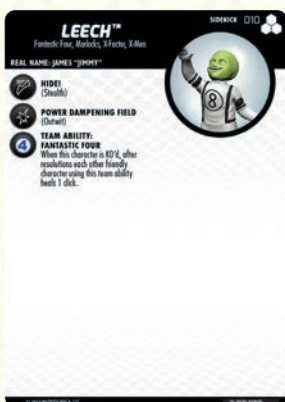 LEECH™
SIDEKICK 010
Fantastic Four, Morlocks, X-Factor, X-Men
REAL NAME: JAMES "JIMMY"
8
HIDE!
(Stealth)
POWER DAMPENING FIELD
(Outwit)
4
TEAM ABILITY:
FANTASTIC FOUR
When this character is KO'd, after
resolutions each other friendly
character using this team ability
heals 1 click.